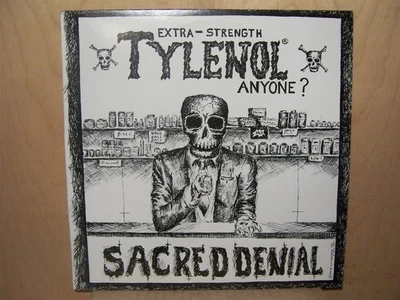 EXTRA-STRENGTH
TYLENOL®
ANYONE?
SACRED DENIAL